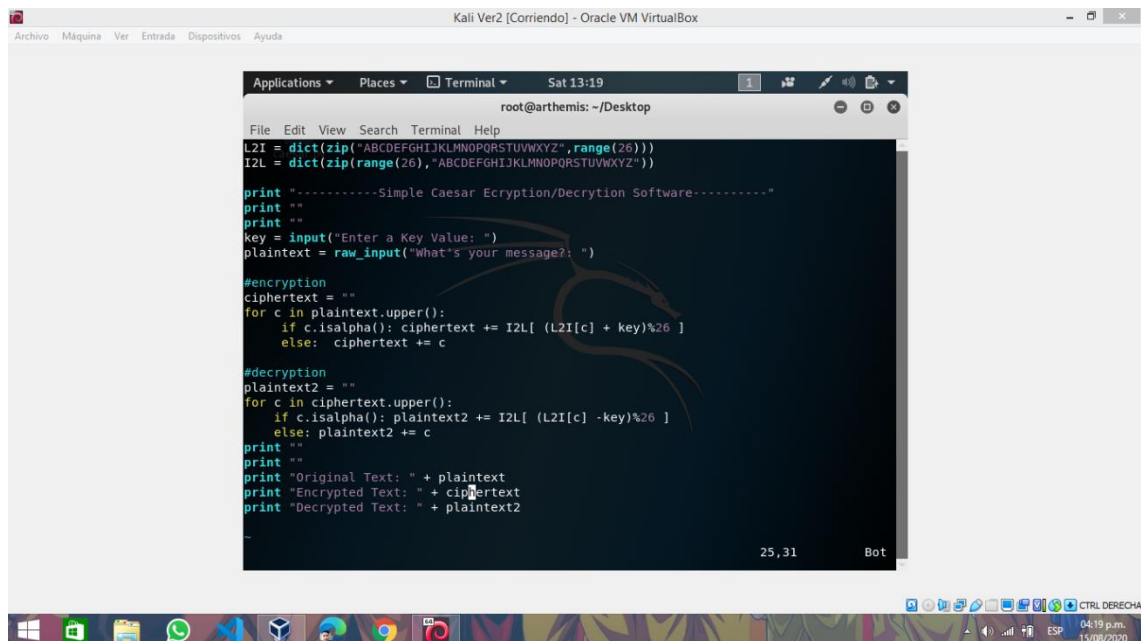 Kali Ver2 [Corriendo] - Oracle VM VirtualBox
Archivo Máquina Ver Entrada Dispositivos Ayuda
Applications Places Terminal Sat 13:19 1
root@arthemis: ~/Desktop
File Edit View Search Terminal Help
L2I = dict(zip("ABCDEFGHIJKLMNOPQRSTUVWXYZ",range(26)))
I2L = dict(zip(range(26),"ABCDEFGHIJKLMNOPQRSTUVWXYZ"))
print "-----------Simple Caesar Ecryption/Decrytion Software----------"
print ""
print ""
key = input("Enter a Key Value: ")
plaintext = raw_input("What's your message?: ")
#encryption
ciphertext = ""
for c in plaintext.upper():
     if c.isalpha(): ciphertext += I2L[ (L2I[c] + key)%26 ]
     else:  ciphertext += c
#decryption
plaintext2 = ""
for c in ciphertext.upper():
    if c.isalpha(): plaintext2 += I2L[ (L2I[c] -key)%26 ]
    else: plaintext2 += c
print ""
print ""
print "Original Text: " + plaintext
print "Encrypted Text: " + ciphertext
print "Decrypted Text: " + plaintext2
~
25,31 Bot
CTRL DERECHA
64
ESP
04:19 p.m.
15/08/2020